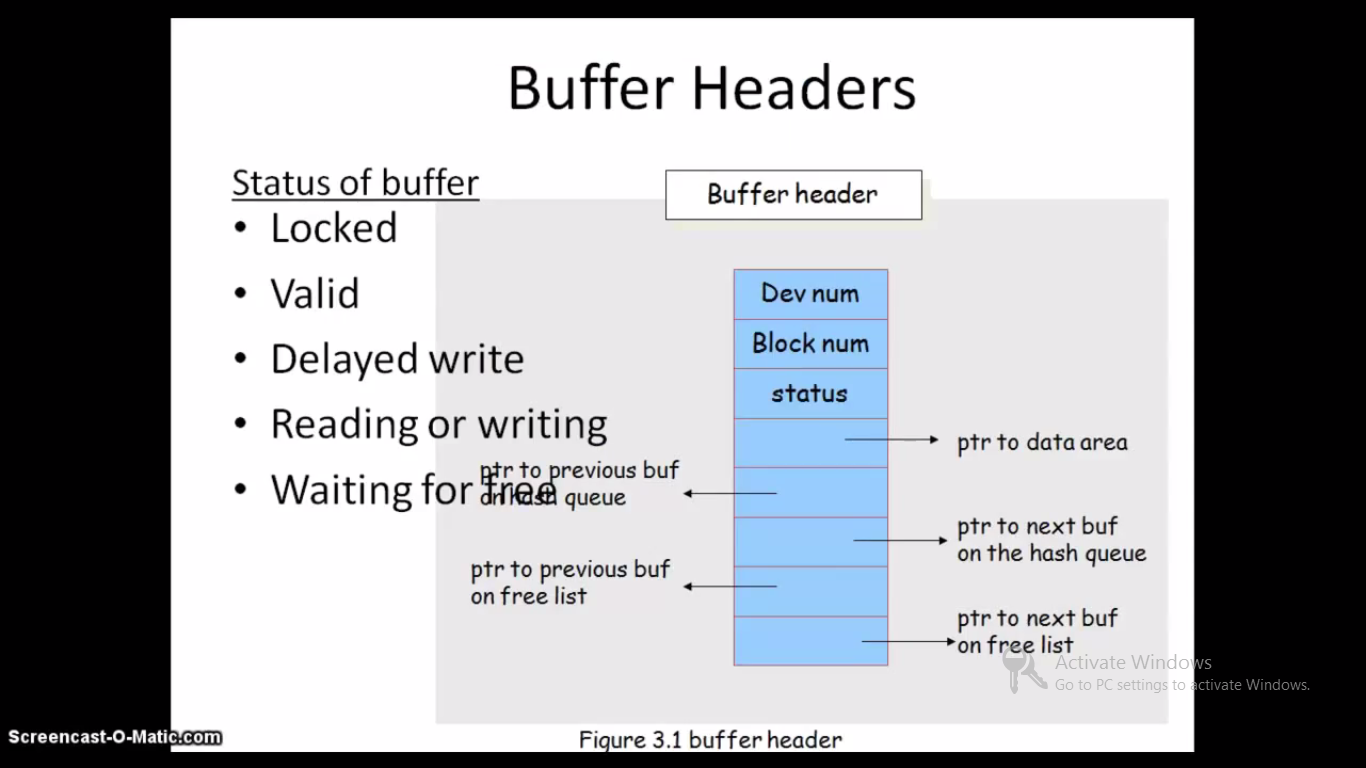 Buffer Headers
Status of buffer
• Locked
• Valid
• Delayed write
• Reading or writing
• Waiting for free
Buffer header
Dev num
Block num
status
ptr to data area
ptr to previous buf
on hash queue
ptr to next buf
on the hash queue
ptr to previous buf
on free list
ptr to next buf
on free list
Activate Windows
Go to PC settings to activate Windows.
Figure 3.1 buffer header
Screencast-O-Matic.com